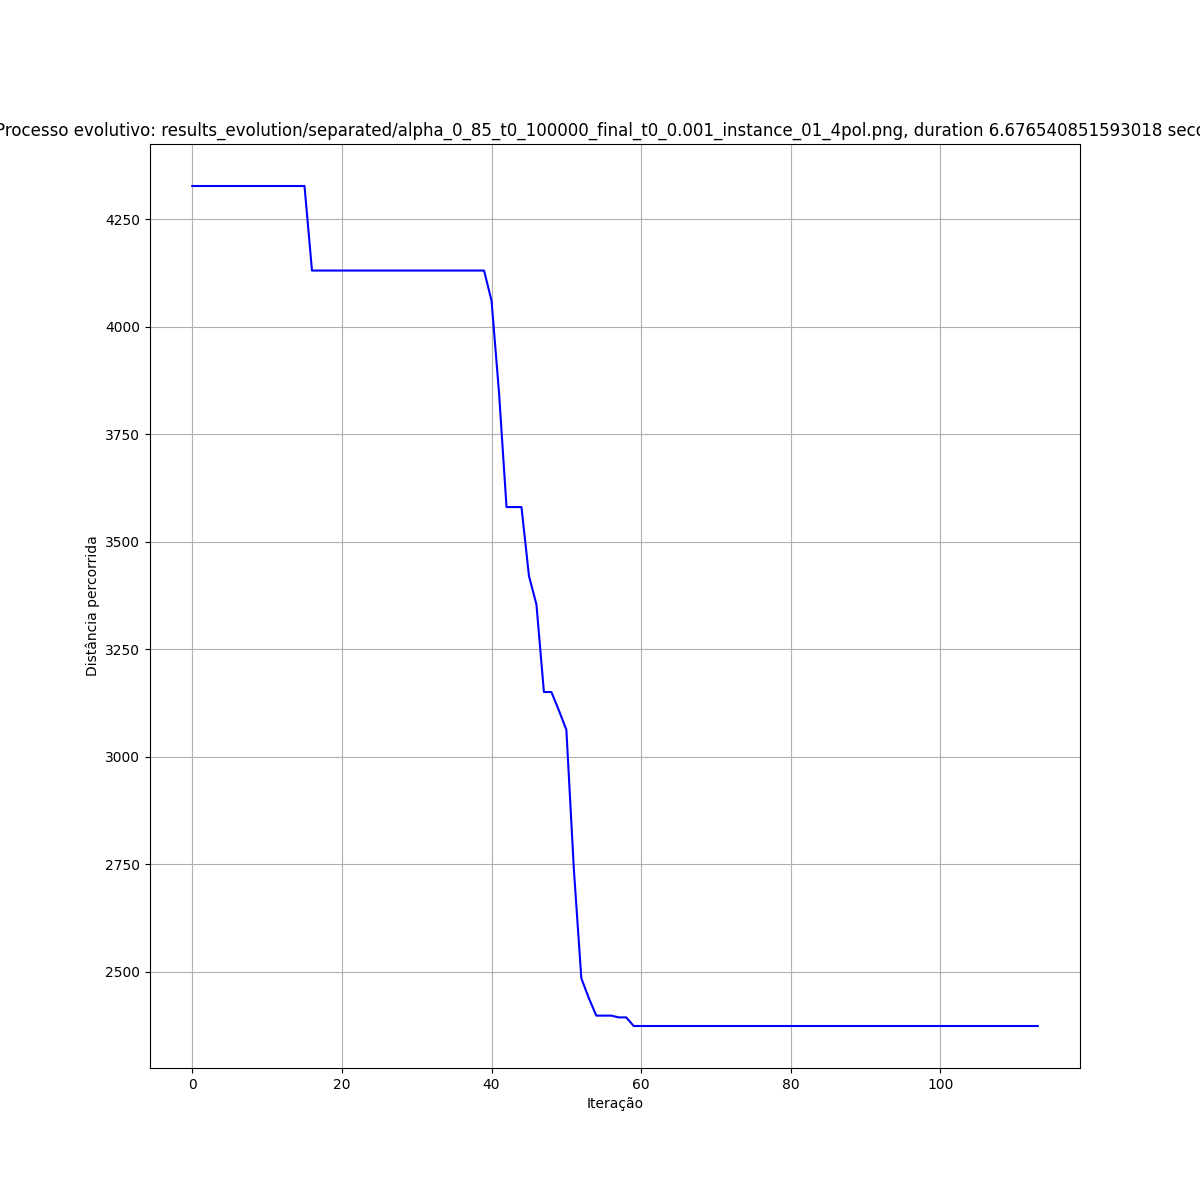 Processo evolutivo: results_evolution/separated/alpha_0_85_t0_100000_final_t0_0.001_instance_01_4pol.png, duration 6.676540851593018
4250
4000
3750
3500
3250
3000
2750
2500
Distância percorrida
0 20 40 60 80 100
Iteração